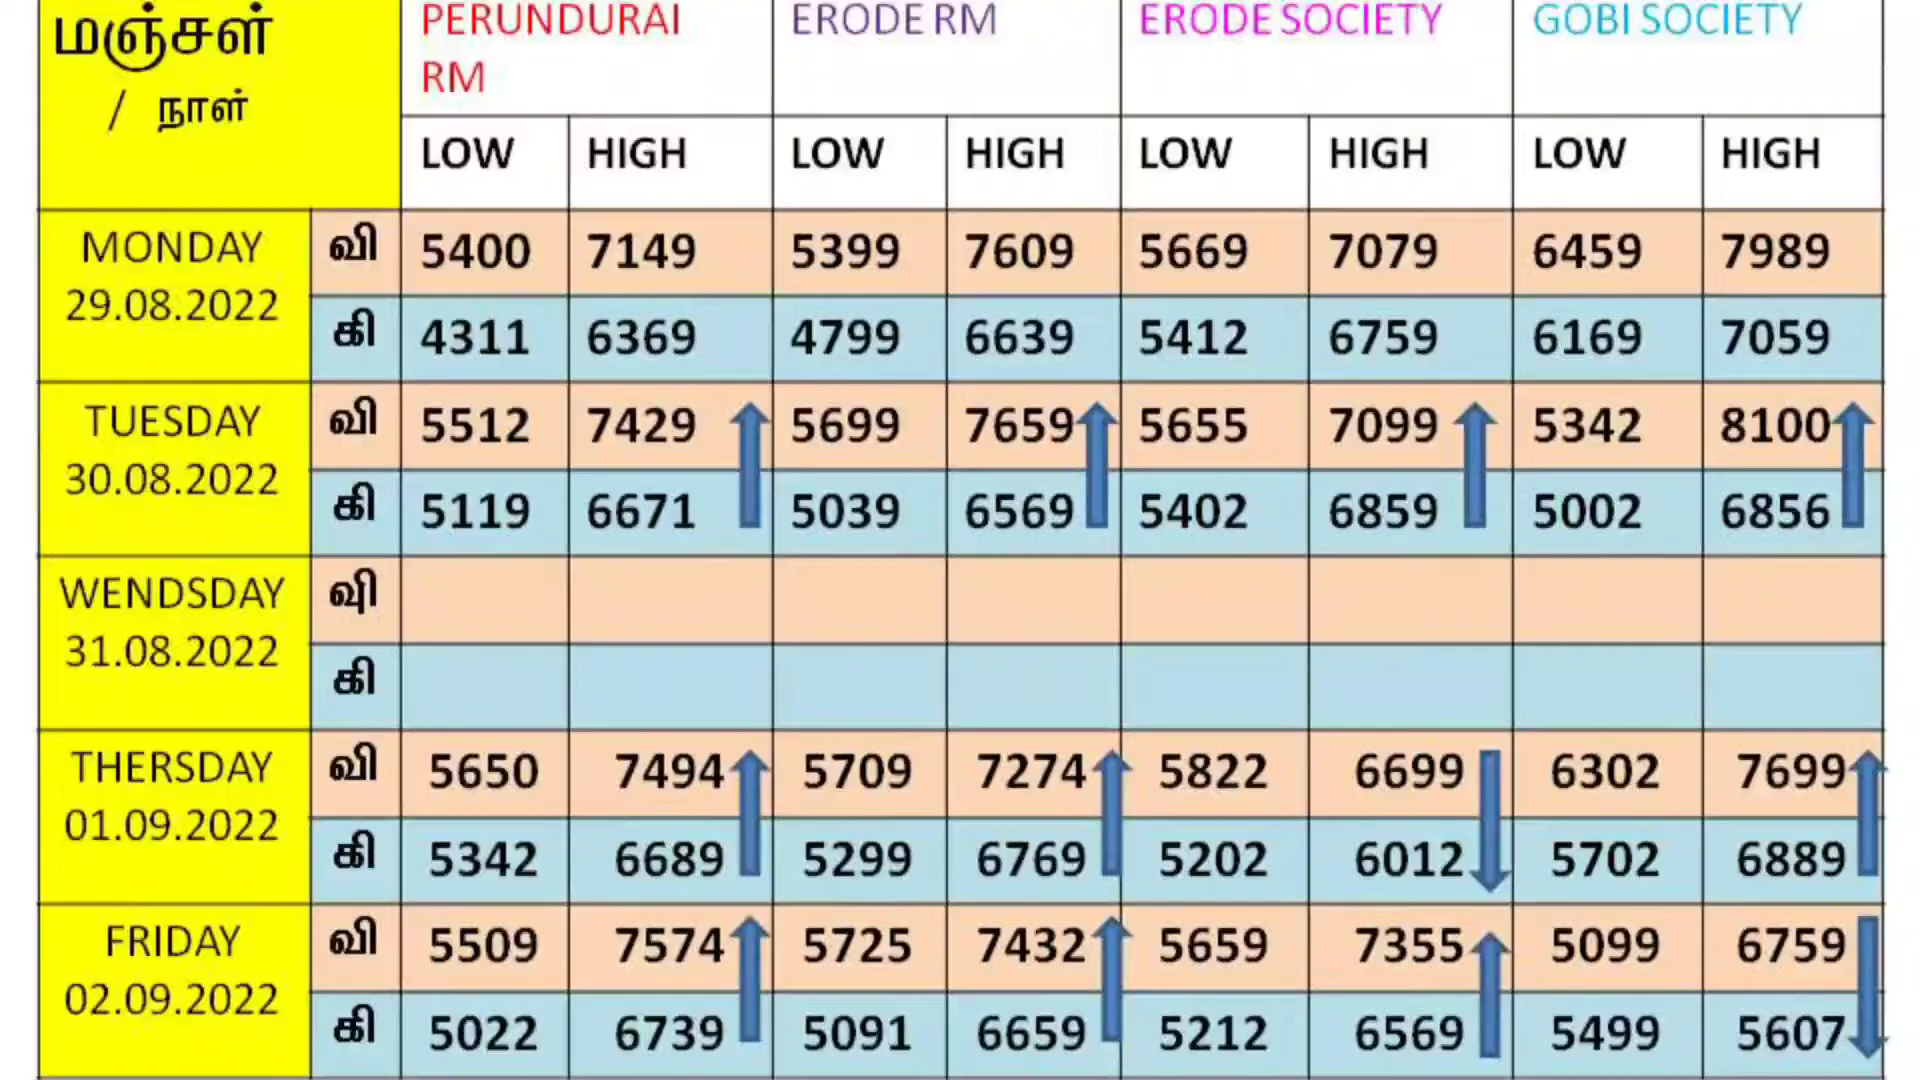 மஞ்சள்
/ நாள்
PERUNDURAI
RM
ERODE RM
ERODE SOCIETY
GOBI SOCIETY
LOW HIGH LOW HIGH LOW HIGH LOW HIGH
MONDAY
29.08.2022
வி 5400 7149 5399 7609 5669 7079 6459 7989
கி 4311 6369 4799 6639 5412 6759 6169 7059
TUESDAY
30.08.2022
வி 5512 7429 5699 7659 5655 7099 5342 8100
கி 5119 6671 5039 6569 5402 6859 5002 6856
WENDSDAY
31.08.2022
வி
கி
THERSDAY
01.09.2022
வி 5650 7494 5709 7274 5822 6699 6302 7699
கி 5342 6689 5299 6769 5202 6012 5702 6889
FRIDAY
02.09.2022
வி 5509 7574 5725 7432 5659 7355 5099 6759
கி 5022 6739 5091 6659 5212 6569 5499 5607